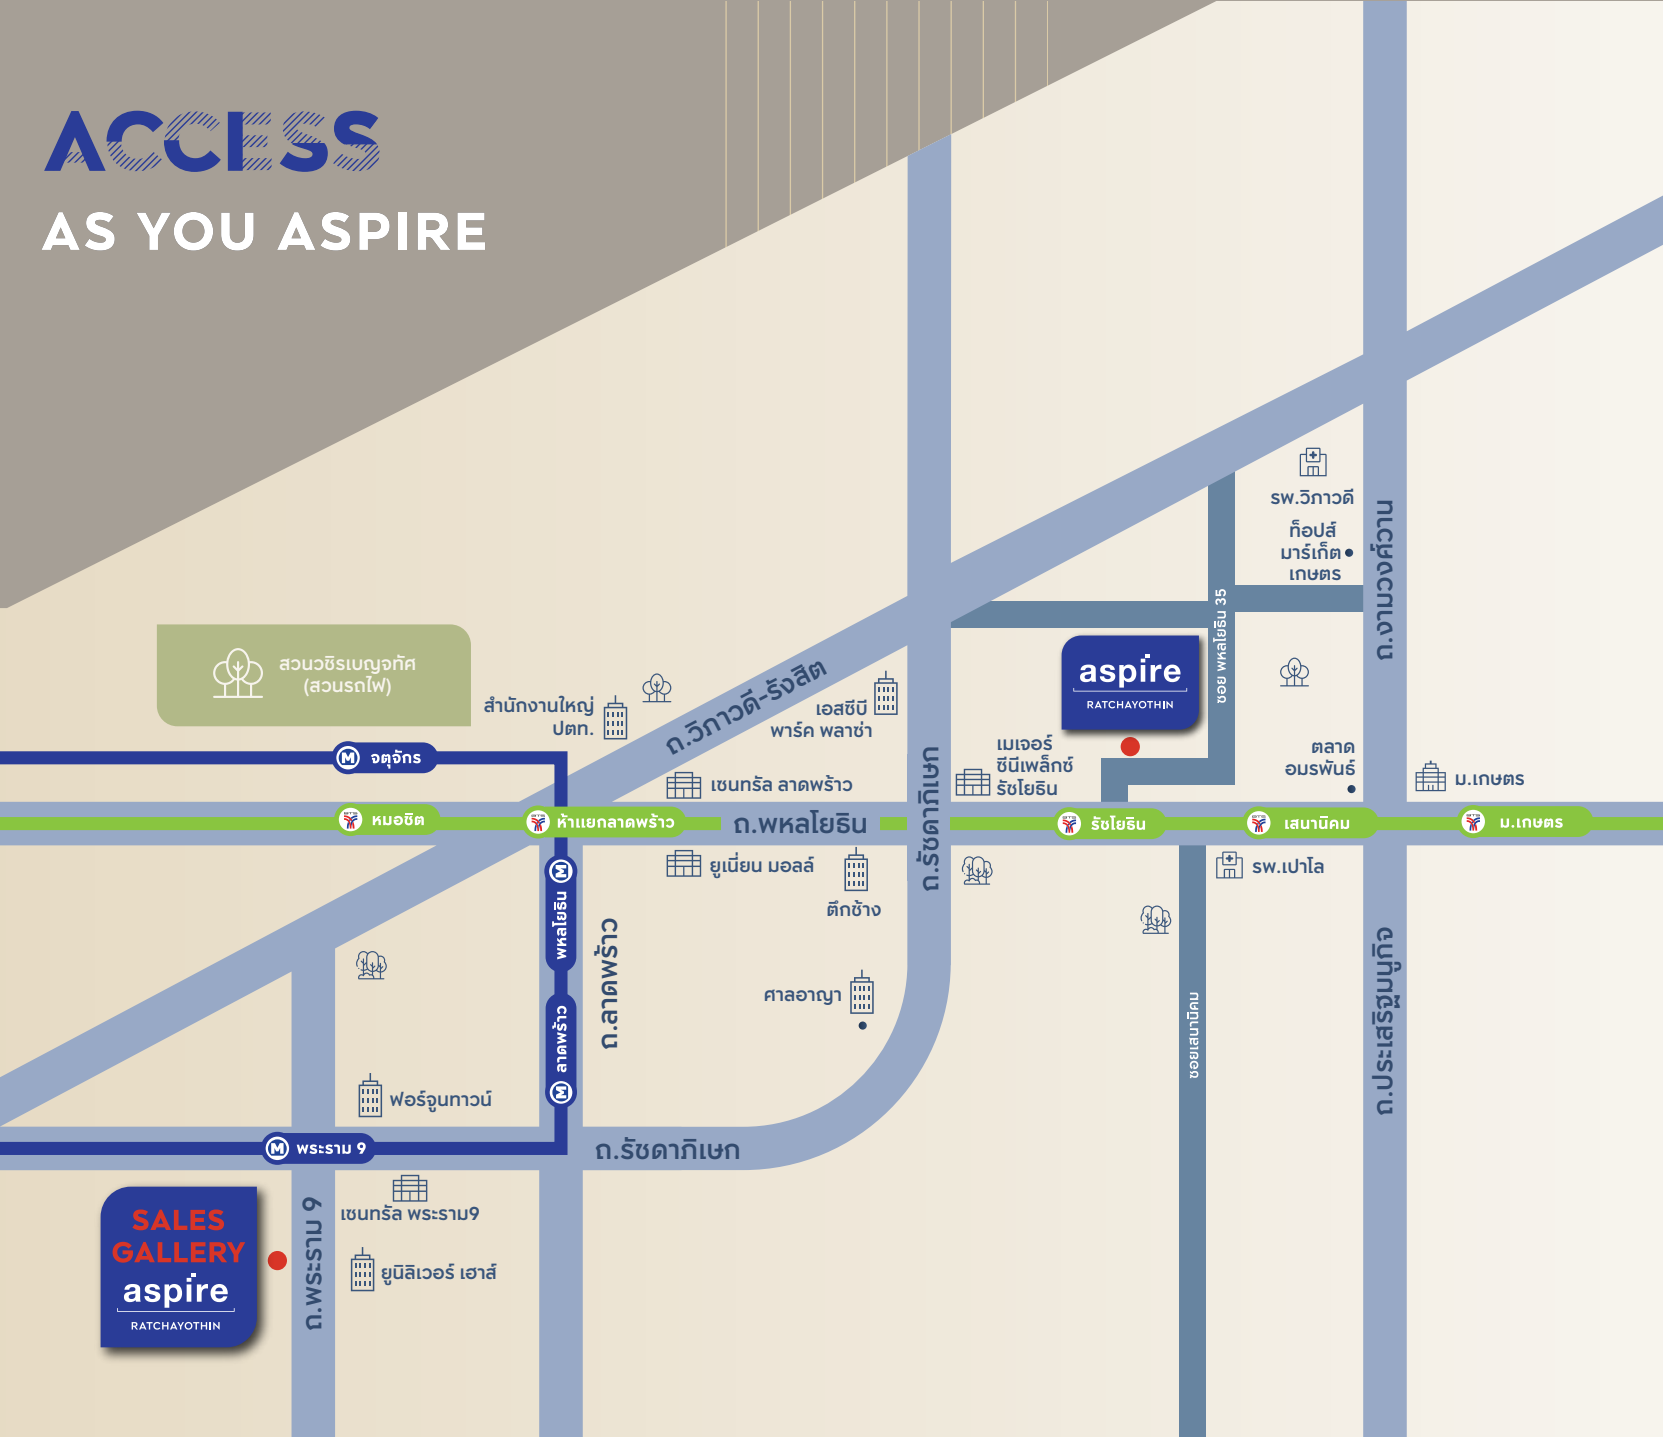 ACCESS
AS YOU ASPIRE
รพ.วิภาวดี
ท็อปส์
มาร์เก็ต
เกษตร
ถ.งามวงศ์วาน
ซอย พหลโยธิน 35
สวนวชิรเบญจทัศ
(สวนรถไฟ)
สำนักงานใหญ่
ปตท.
ถ.วิภาวดี-รังสิต
เอสซีบี
พาร์ค พลาซ่า
aspire
RATCHAYOTHIN
เมเจอร์
ซีนีเพล็กซ์
รัชโยธิน
ตลาด
อมรพันธ์
ม.เกษตร
M จตุจักร
เซนทรัล ลาดพร้าว
ถ.รัชดาภิเษก
BTS หมอชิต
BTS ห้าแยกลาดพร้าว
ถ.พหลโยธิน
BTS รัชโยธิน
BTS เสนานิคม
BTS ม.เกษตร
M พหลโยธิน
ยูเนี่ยน มอลล์
ตึกช้าง
รพ.เปาโล
ถ.ลาดพร้าว
ศาลอาญา
ซอยเสนานิคม
ถ.ประเสริฐมนูกิจ
M ลาดพร้าว
ฟอร์จูนทาวน์
M พระราม 9
ถ.รัชดาภิเษก
เซนทรัล พระราม9
ยูนิลิเวอร์ เฮาส์
ถ.พระราม 9
SALES
GALLERY
aspire
RATCHAYOTHIN